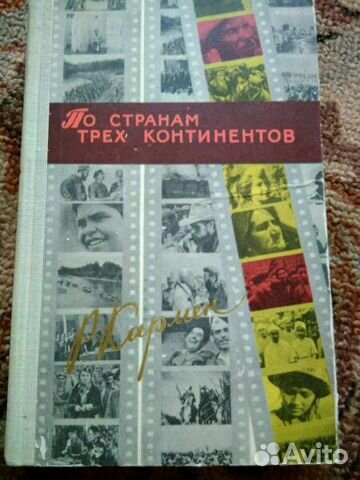 По странам
трех континентов
Р. Кармен
Avito